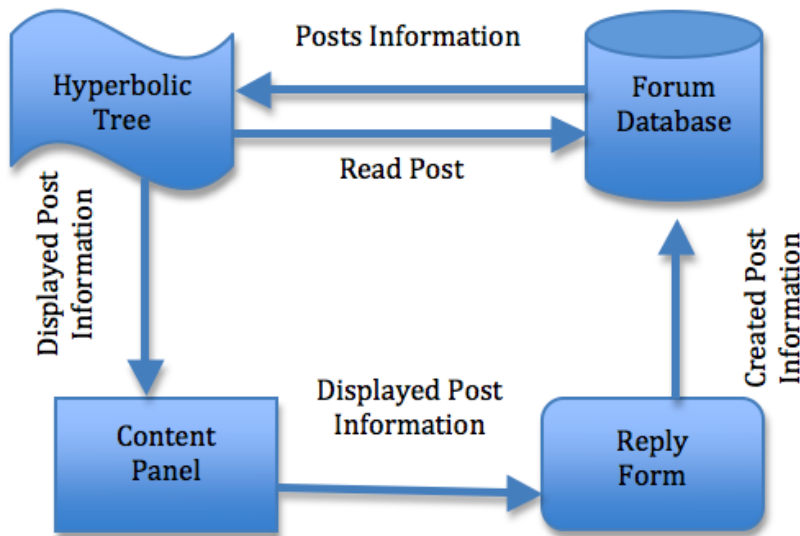 Posts Information
Hyperbolic
Tree
Forum
Database
Read Post
Displayed Post
Information
Created Post
Information
Displayed Post
Information
Content
Panel
Reply
Form